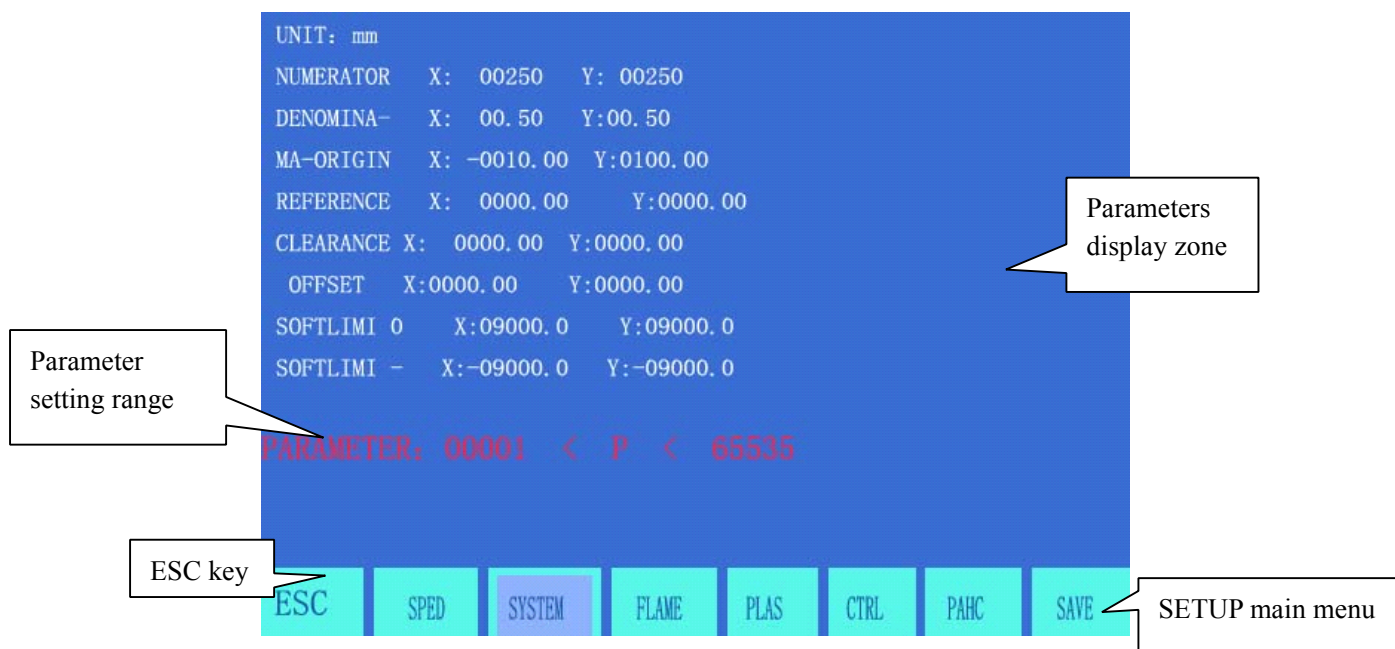 UNIT: mm
NUMERATOR X: 00250 Y: 00250
DENOMINA- X: 00.50 Y:00.50
MA-ORIGIN X: -0010.00 Y:0100.00
REFERENCE X: 0000.00 Y:0000.00
CLEARANCE X: 0000.00 Y:0000.00
OFFSET X:0000.00 Y:0000.00
SOFTLIMI 0 X:09000.0 Y:09000.0
SOFTLIMI - X:-09000.0 Y:-09000.0
PARAMETER: 00001 < P < 65535
Parameters
display zone
Parameter
setting range
ESC key
ESC SPED SYSTEM FLAME PLAS CTRL PAHC SAVE
SETUP main menu